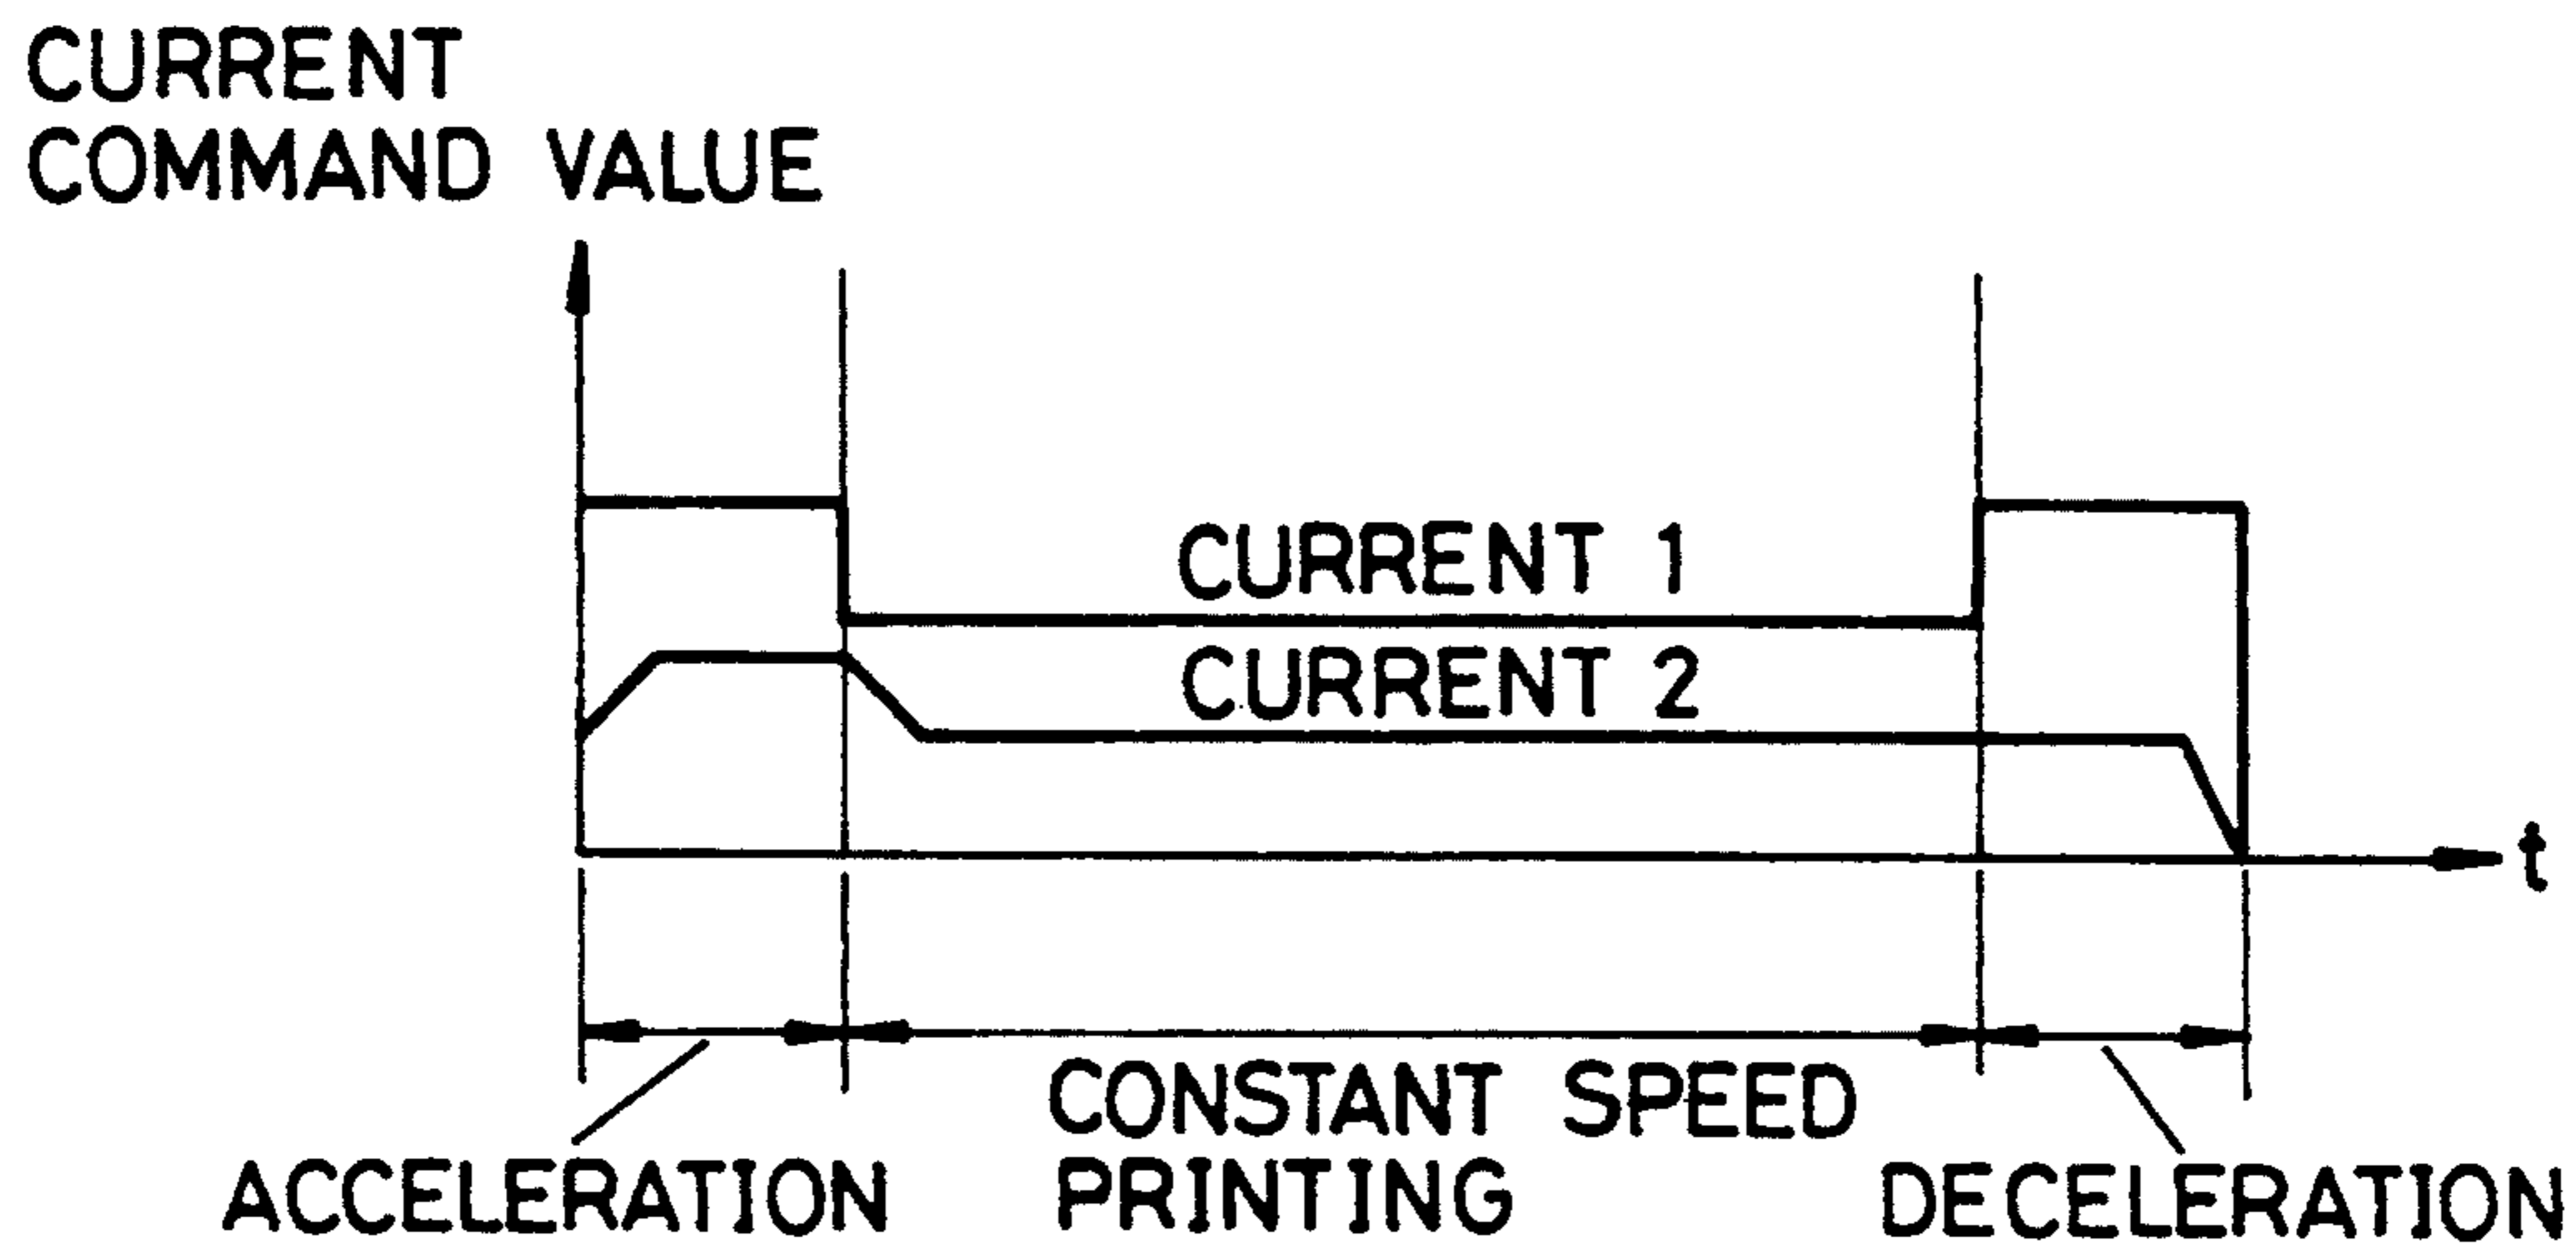 CURRENT
COMMAND VALUE
CURRENT 1
CURRENT 2
t
CONSTANT SPEED
PRINTING
ACCELERATION
DECELERATION